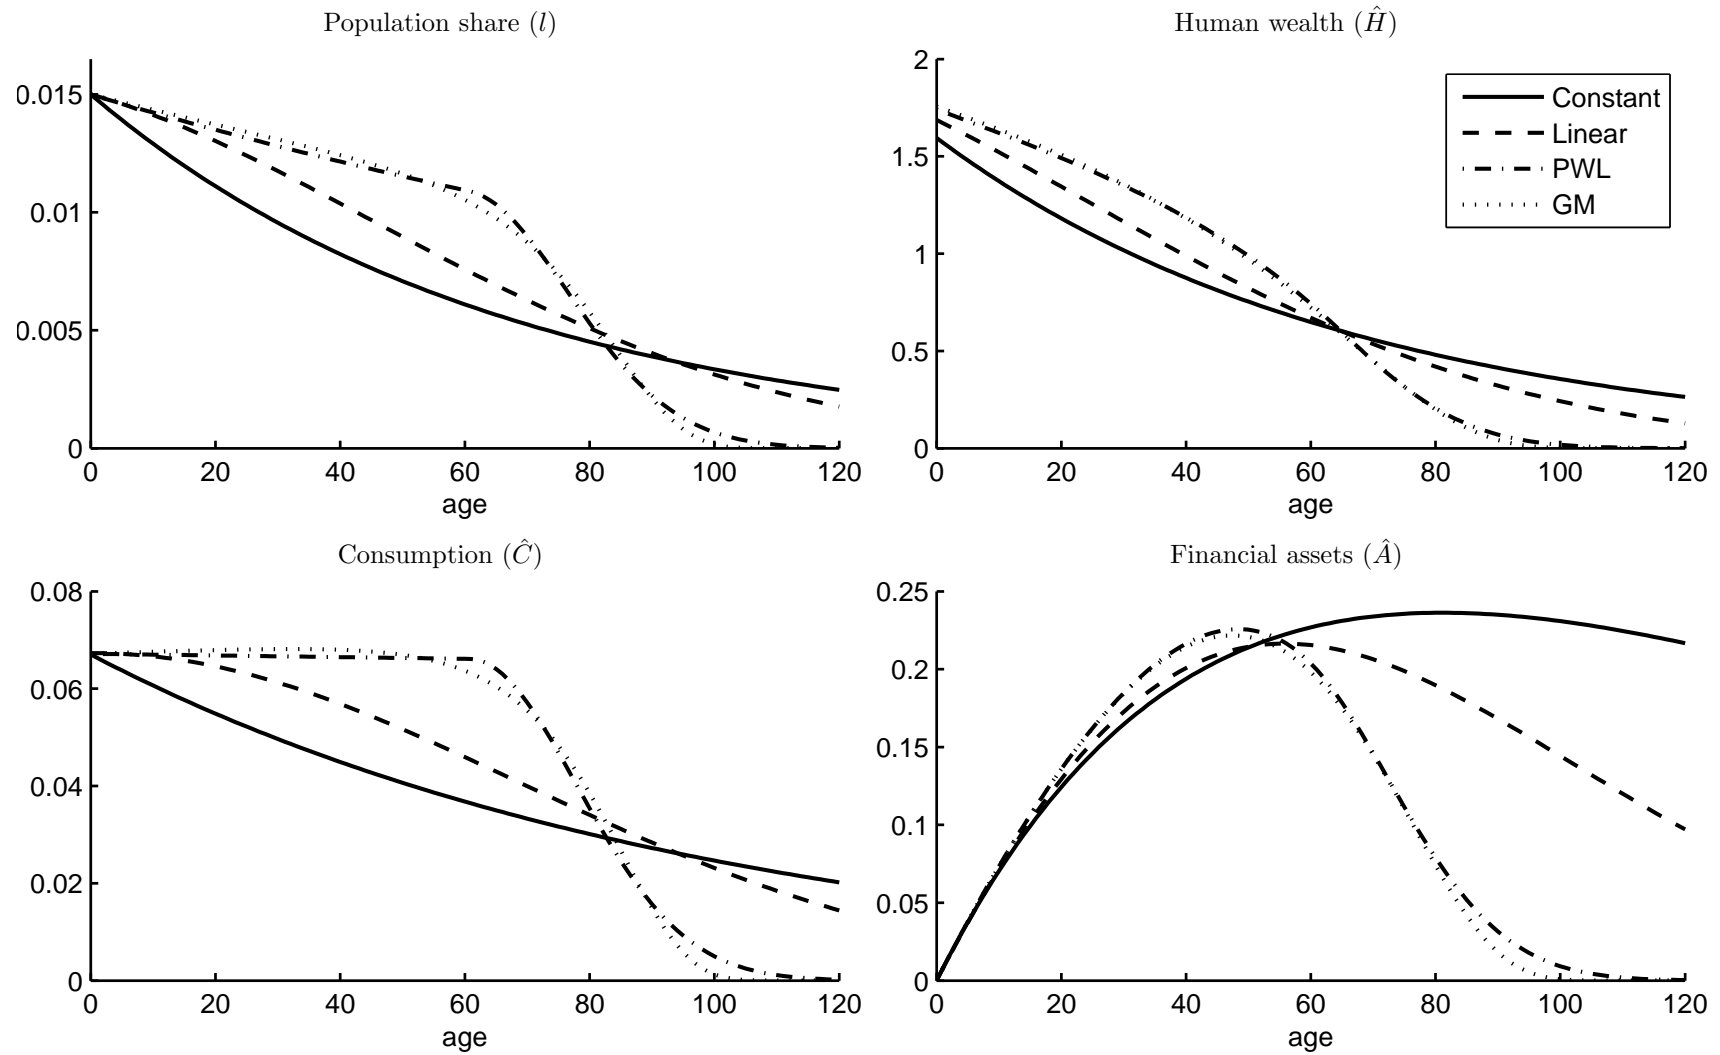 Population share (l)
0.015
0.01
0.005
0
0 20 40 60 80 100 120
age
Human wealth (Ĥ)
2
1.5
1
0.5
0
0 20 40 60 80 100 120
age
Constant
Linear
PWL
GM
Consumption (Ĉ)
0.08
0.06
0.04
0.02
0
0 20 40 60 80 100 120
age
Financial assets (Â)
0.25
0.2
0.15
0.1
0.05
0
0 20 40 60 80 100 120
age